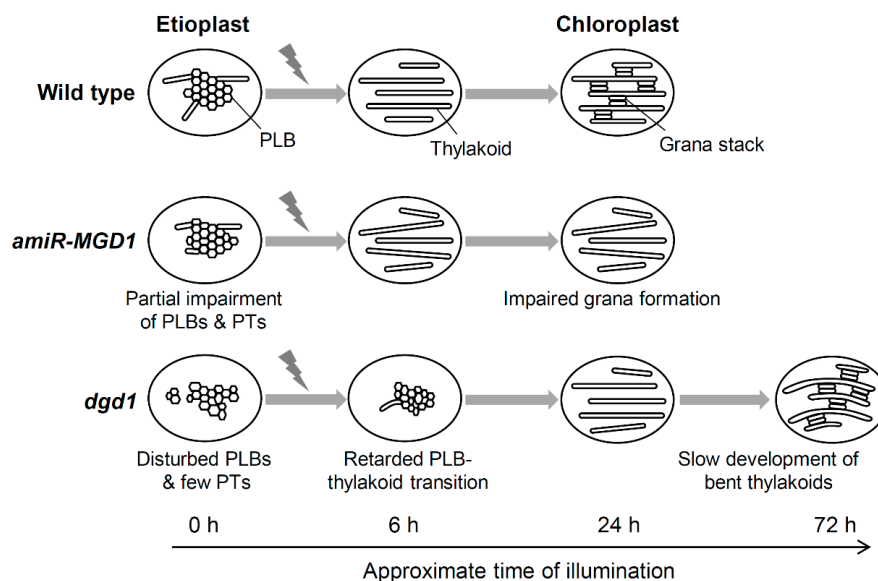 Etioplast
Chloroplast
Wild type
PLB
Thylakoid
Grana stack
amiR-MGD1
Partial impairment
of PLBs & PTs
Impaired grana formation
dgd1
Disturbed PLBs
& few PTs
Retarded PLB-
thylakoid transition
Slow development of
bent thylakoids
0 h
6 h
24 h
72 h
Approximate time of illumination